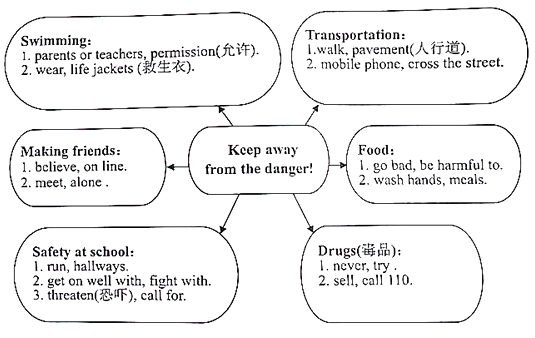 Swimming:
1. parents or teachers, permission(允许).
2. wear, life jackets (救生衣).
Transportation:
1.walk, pavement(人行道).
2. mobile phone, cross the street.
Making friends:
1. believe, on line.
2. meet, alone .
Keep away
from the danger!
Food:
1. go bad, be harmful to.
2. wash hands, meals.
Safety at school:
1. run, hallways.
2. get on well with, fight with.
3. threaten(恐吓), call for.
Drugs(毒品):
1. never, try .
2. sell, call 110.